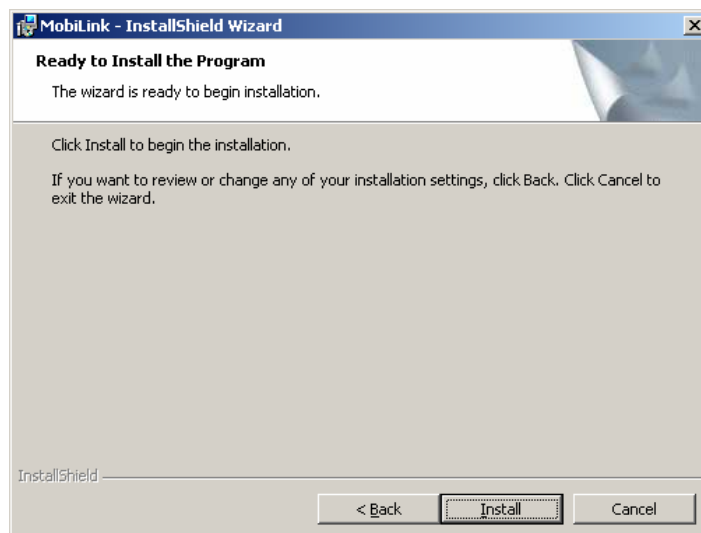 MobiLink - InstallShield Wizard
Ready to Install the Program
The wizard is ready to begin installation.
Click Install to begin the installation.
If you want to review or change any of your installation settings, click Back. Click Cancel to
exit the wizard.
InstallShield
< Back
Install
Cancel